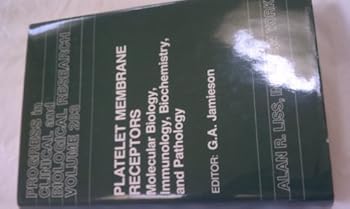 PROGRESS in
CLINICAL and
BIOLOGICAL RESEARCH
VOLUME 283
PLATELET MEMBRANE
RECEPTORS
Molecular Biology,
Immunology, Biochemistry,
and Pathology
EDITOR: G.A. Jamieson
ALAN R. LISS,